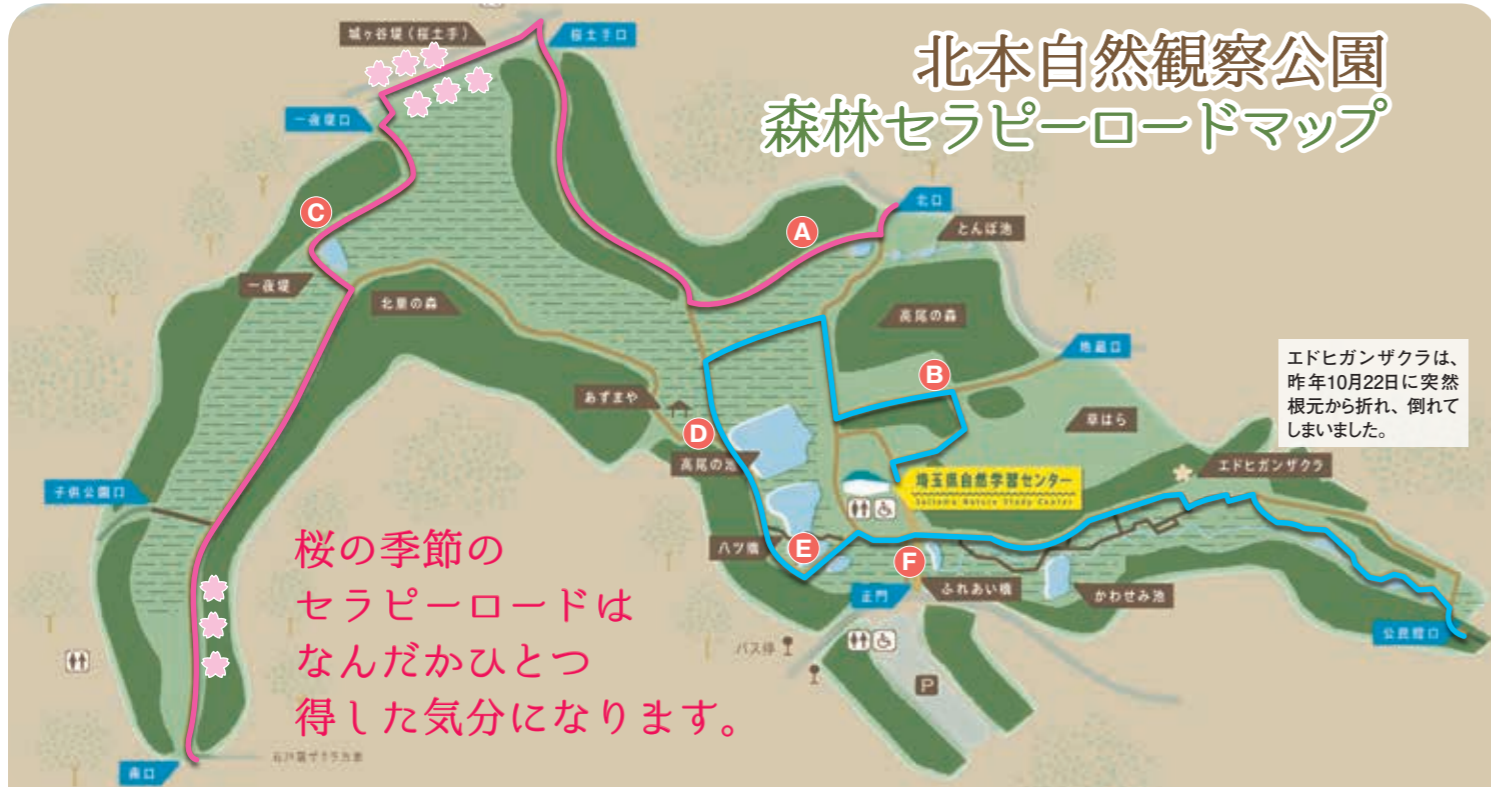 北本自然観察公園
森林セラピーロードマップ
城ヶ谷堤(桜土手)
桜土手口
一夜堤口
C
A
北口
とんぼ池
一夜堤
北里の森
高尾の森
地蔵口
B
エドヒガンザクラは、
昨年10月22日に突然
根元から折れ、倒れて
しまいました。
あずまや
草はら
D
高尾の池
エドヒガンザクラ
埼玉県自然学習センター
Saitama Nature Study Center
子供公園口
八ツ橋
E
F
正門
ふれあい橋
かわせみ池
公民館口
バス停
P
桜の季節の
セラピーロードは
なんだかひとつ
得した気分になります。
南口